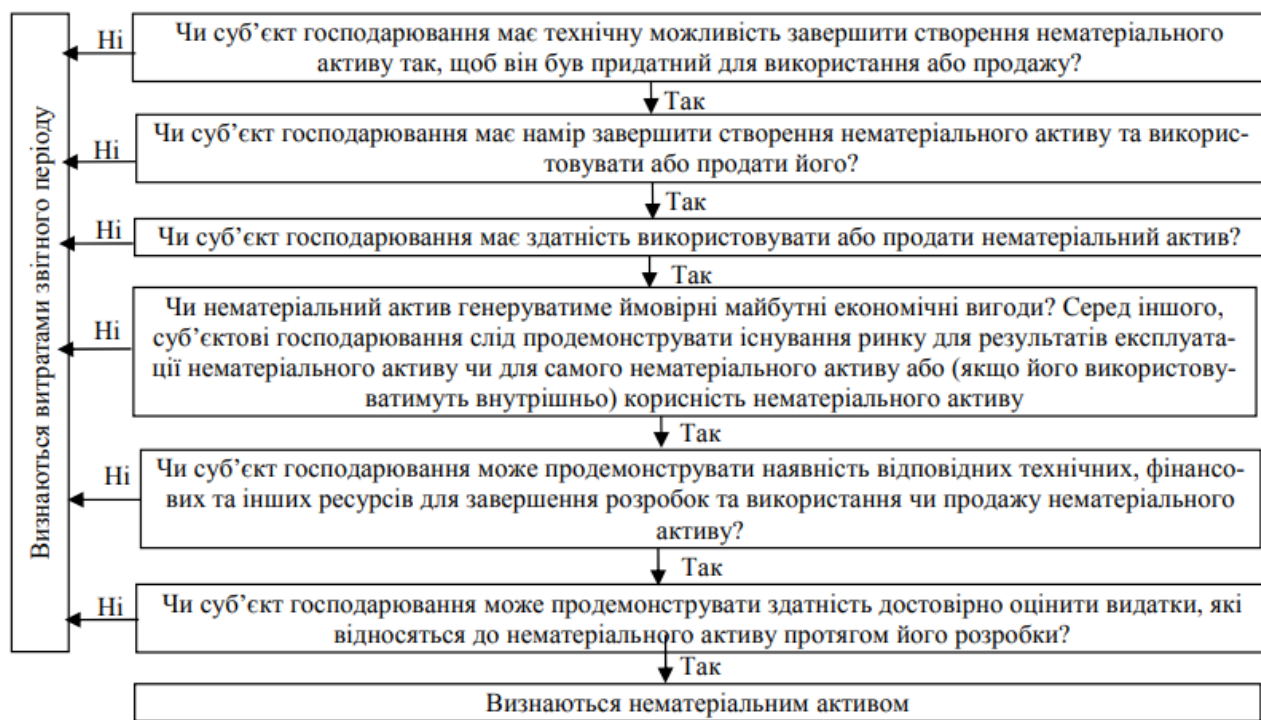 Визнаються витратами звітного періоду
Ні
Чи суб’єкт господарювання має технічну можливість завершити створення нематеріального
активу так, щоб він був придатний для використання або продажу?
Так
Ні
Чи суб’єкт господарювання має намір завершити створення нематеріального активу та викорис-
товувати або продати його?
Так
Ні
Чи суб’єкт господарювання має здатність використовувати або продати нематеріальний актив?
Так
Ні
Чи нематеріальний актив генеруватиме ймовірні майбутні економічні вигоди? Серед іншого,
суб’єктові господарювання слід продемонструвати існування ринку для результатів експлуата-
ції нематеріального активу чи для самого нематеріального активу або (якщо його використову-
ватимуть внутрішньо) корисність нематеріального активу
Так
Ні
Чи суб’єкт господарювання може продемонструвати наявність відповідних технічних, фінансо-
вих та інших ресурсів для завершення розробок та використання чи продажу нематеріального
активу?
Так
Ні
Чи суб’єкт господарювання може продемонструвати здатність достовірно оцінити видатки, які
відносяться до нематеріального активу протягом його розробки?
Так
Визнаються нематеріальним активом